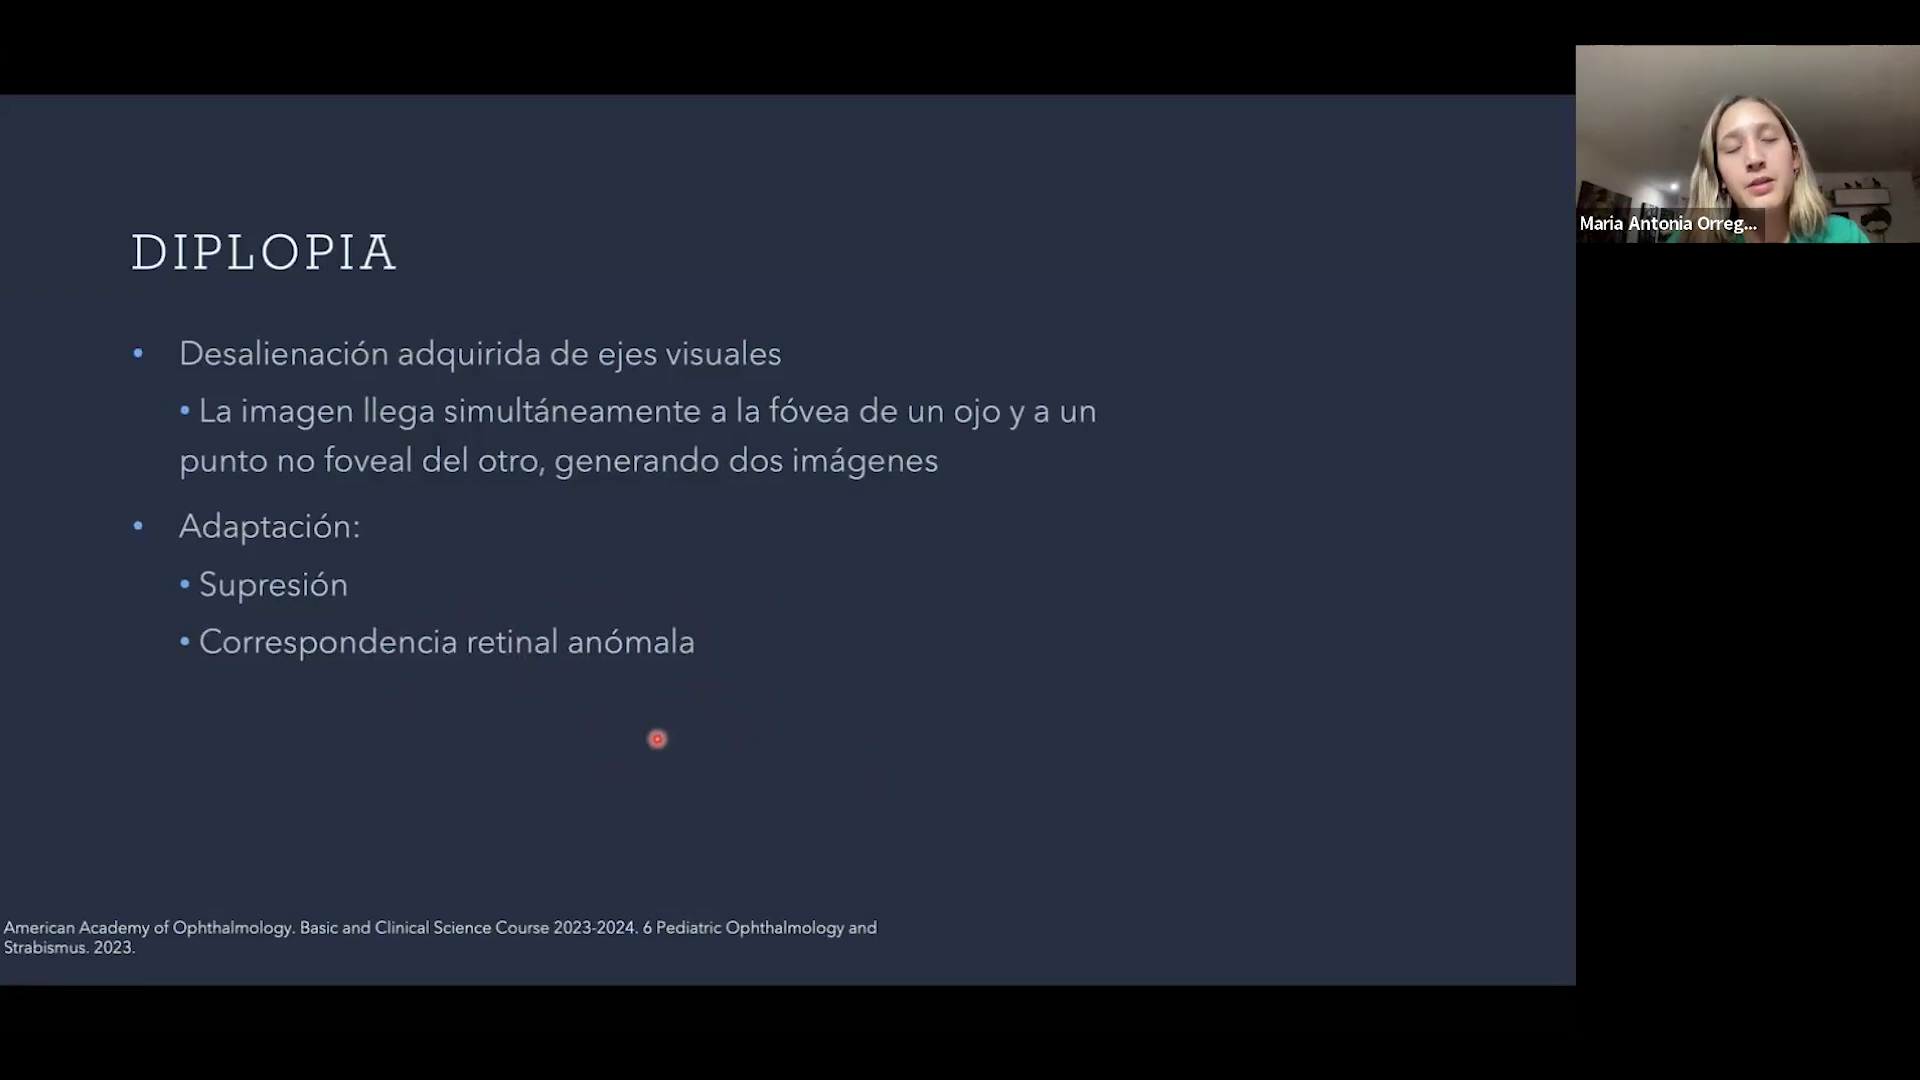 DIPLOPIA
• Desalienación adquirida de ejes visuales
• La imagen llega simultáneamente a la fóvea de un ojo y a un
punto no foveal del otro, generando dos imágenes
• Adaptación:
• Supresión
• Correspondencia retinal anómala
American Academy of Ophthalmology. Basic and Clinical Science Course 2023-2024. 6 Pediatric Ophthalmology and
Strabismus. 2023.
Maria Antonia Orreg...